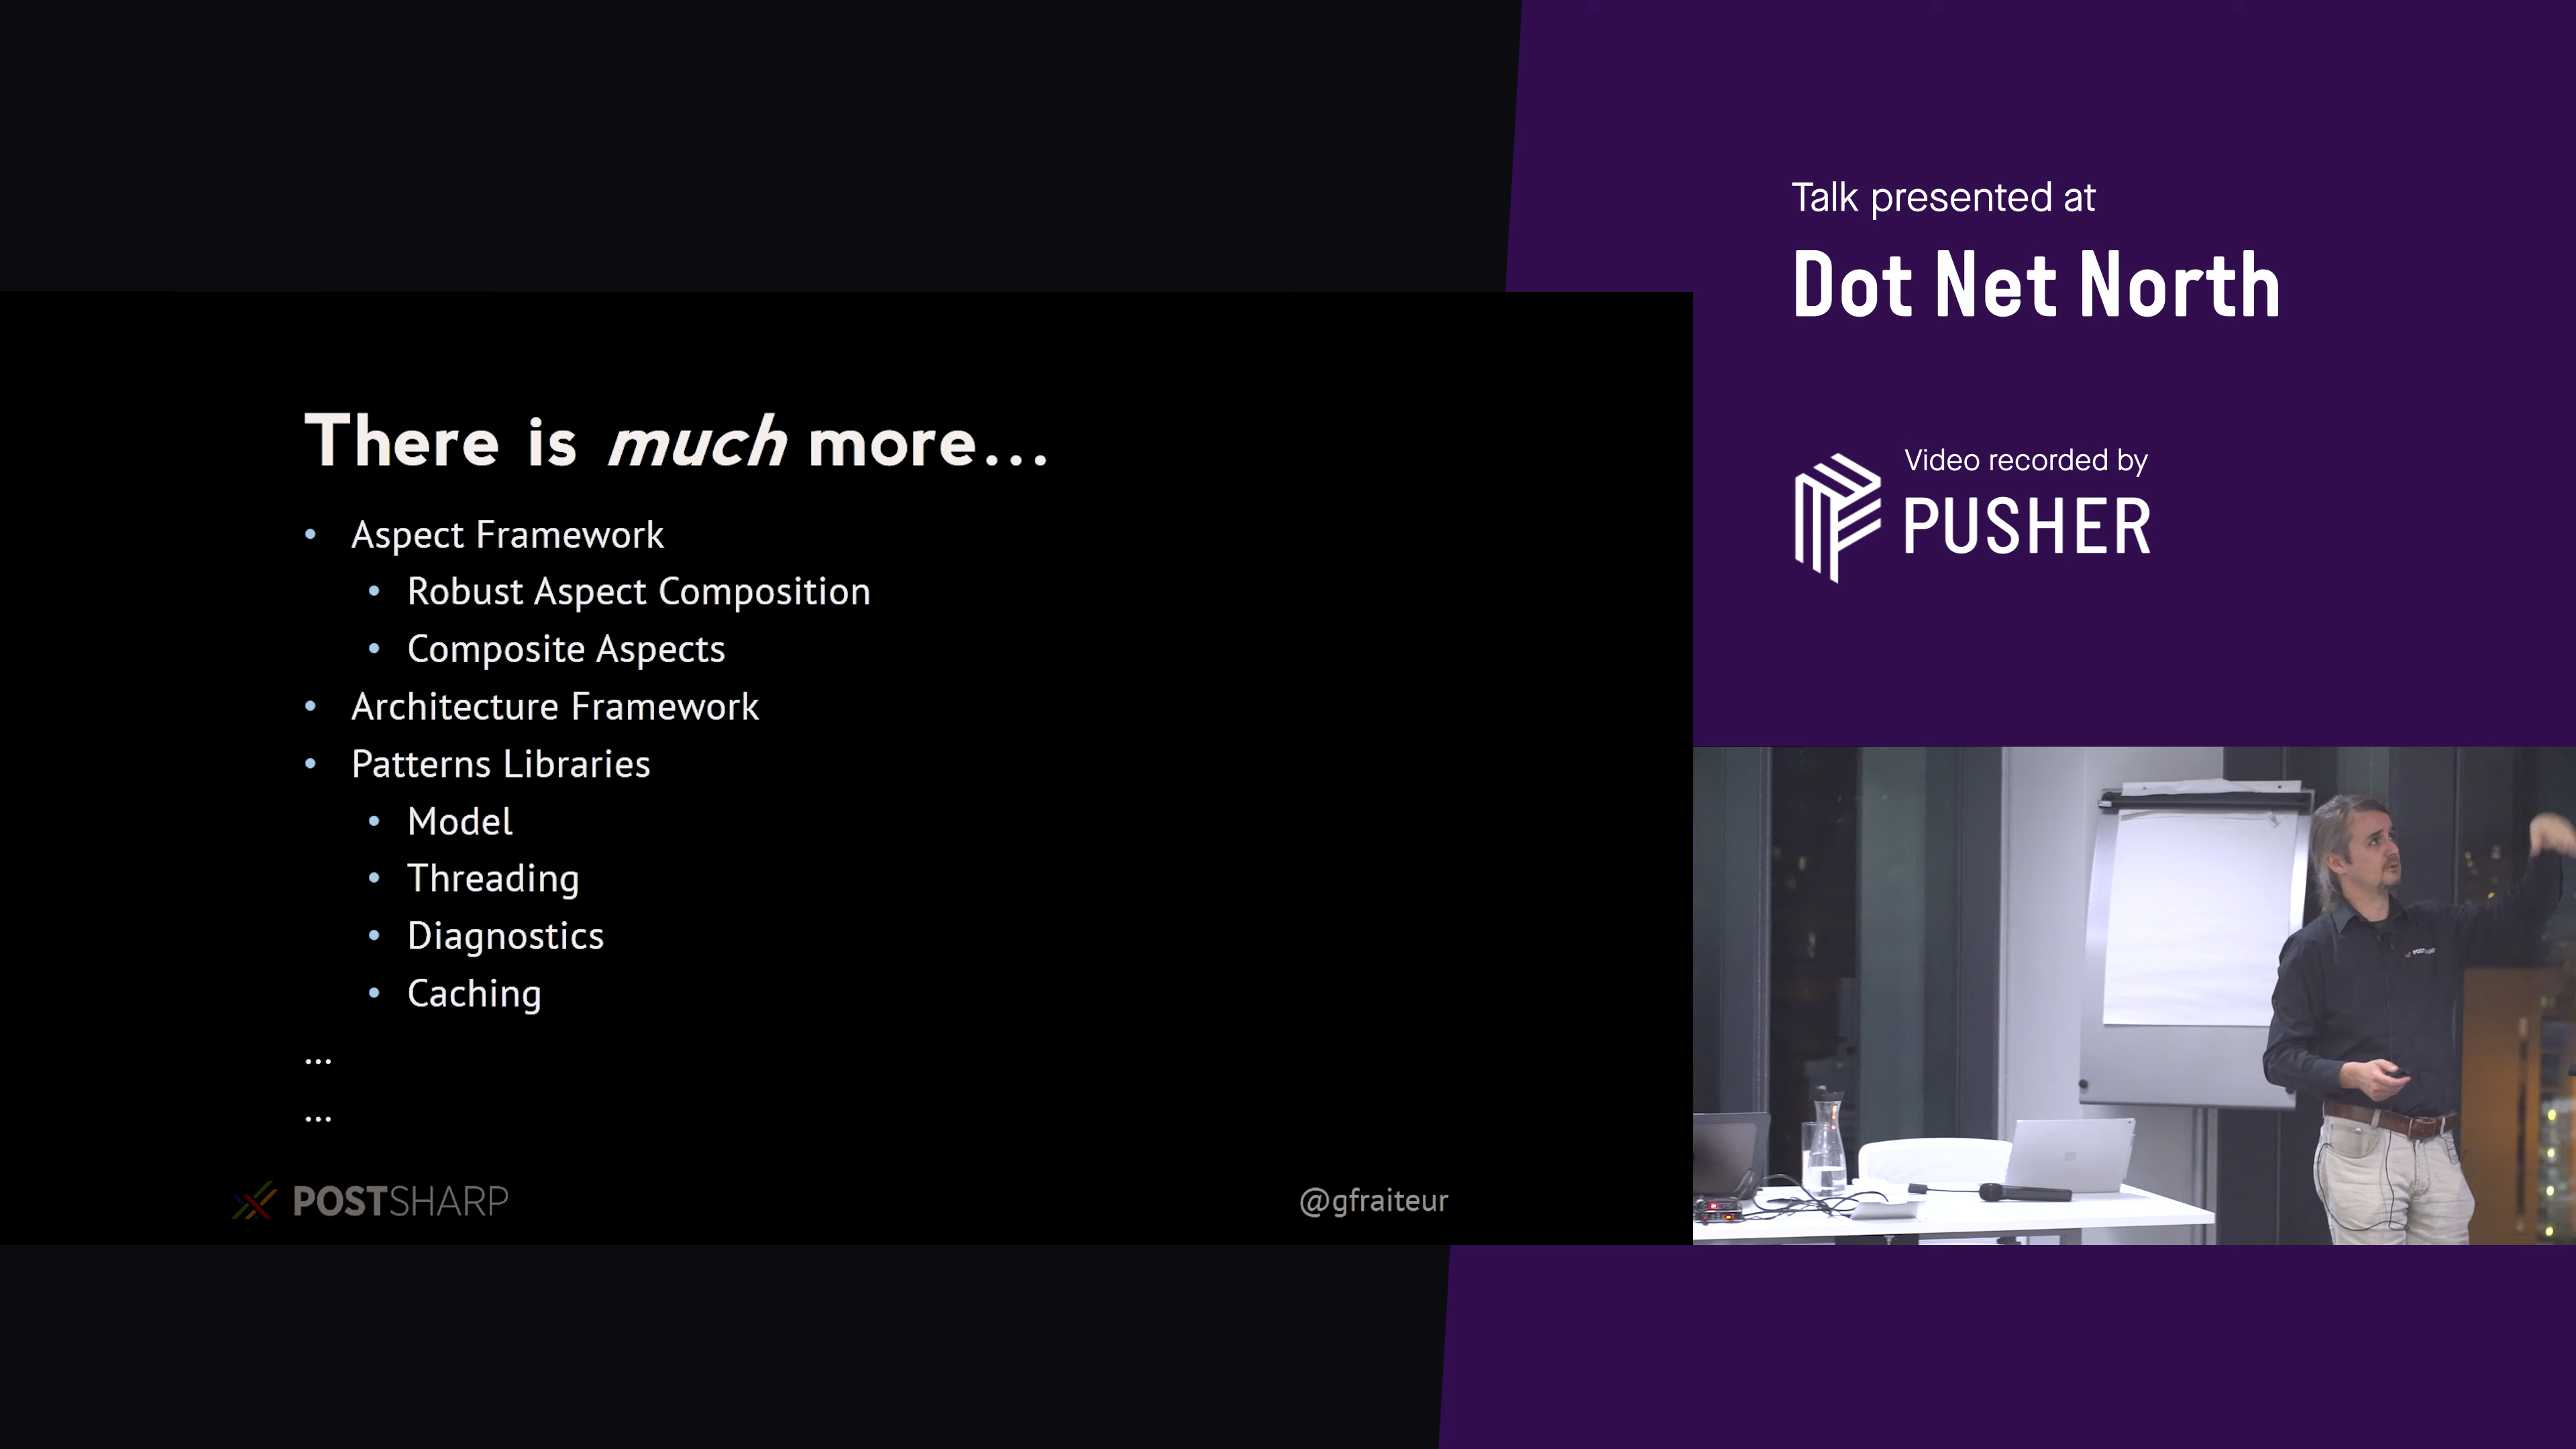 There is much more...
• Aspect Framework
• Robust Aspect Composition
• Composite Aspects
• Architecture Framework
• Patterns Libraries
• Model
• Threading
• Diagnostics
• Caching
...
...
POSTSHARP
@gfraiteur
Talk presented at
Dot Net North
Video recorded by
PUSHER